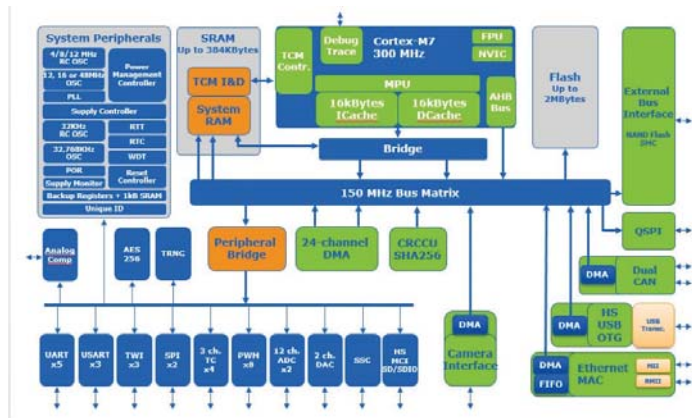 System Peripherals
4/8/12 MHz
RC OSC
12, 16 or 48MHz
OSC
PLL
Power
Management
Controller
Supply Controller
32KHz
RC OSC
32,768KHz
OSC
POR
Supply Monitor
RTT
RTC
WDT
Reset
Controller
Backup Registers + 1kB SRAM
Unique ID
SRAM
Up to 384KBytes
TCM I&D
System
RAM
TCM
Contr.
Debug
Trace
Cortex-M7
300 MHz
FPU
NVIC
MPU
16kBytes
ICache
16kBytes
DCache
AHB
Bus
Bridge
Flash
Up to
2MBytes
External
Bus
Interface
NAND Flash
SMC
150 MHz Bus Matrix
Analog
Comp
AES
256
TRNG
Peripheral
Bridge
24-channel
DMA
CRCCU
SHA256
QSPI
DMA
Dual
CAN
DMA
HS
USB
OTG
USB
Transc.
DMA
FIFO
Ethernet
MAC
MII
RMII
DMA
Camera
Interface
UART
x5
USART
x3
TWI
x3
SPI
x2
3 ch.
TC
x4
PWM
x8
12 ch.
ADC
x2
2 ch.
DAC
SSC
HS
MCI
SD/SDIO